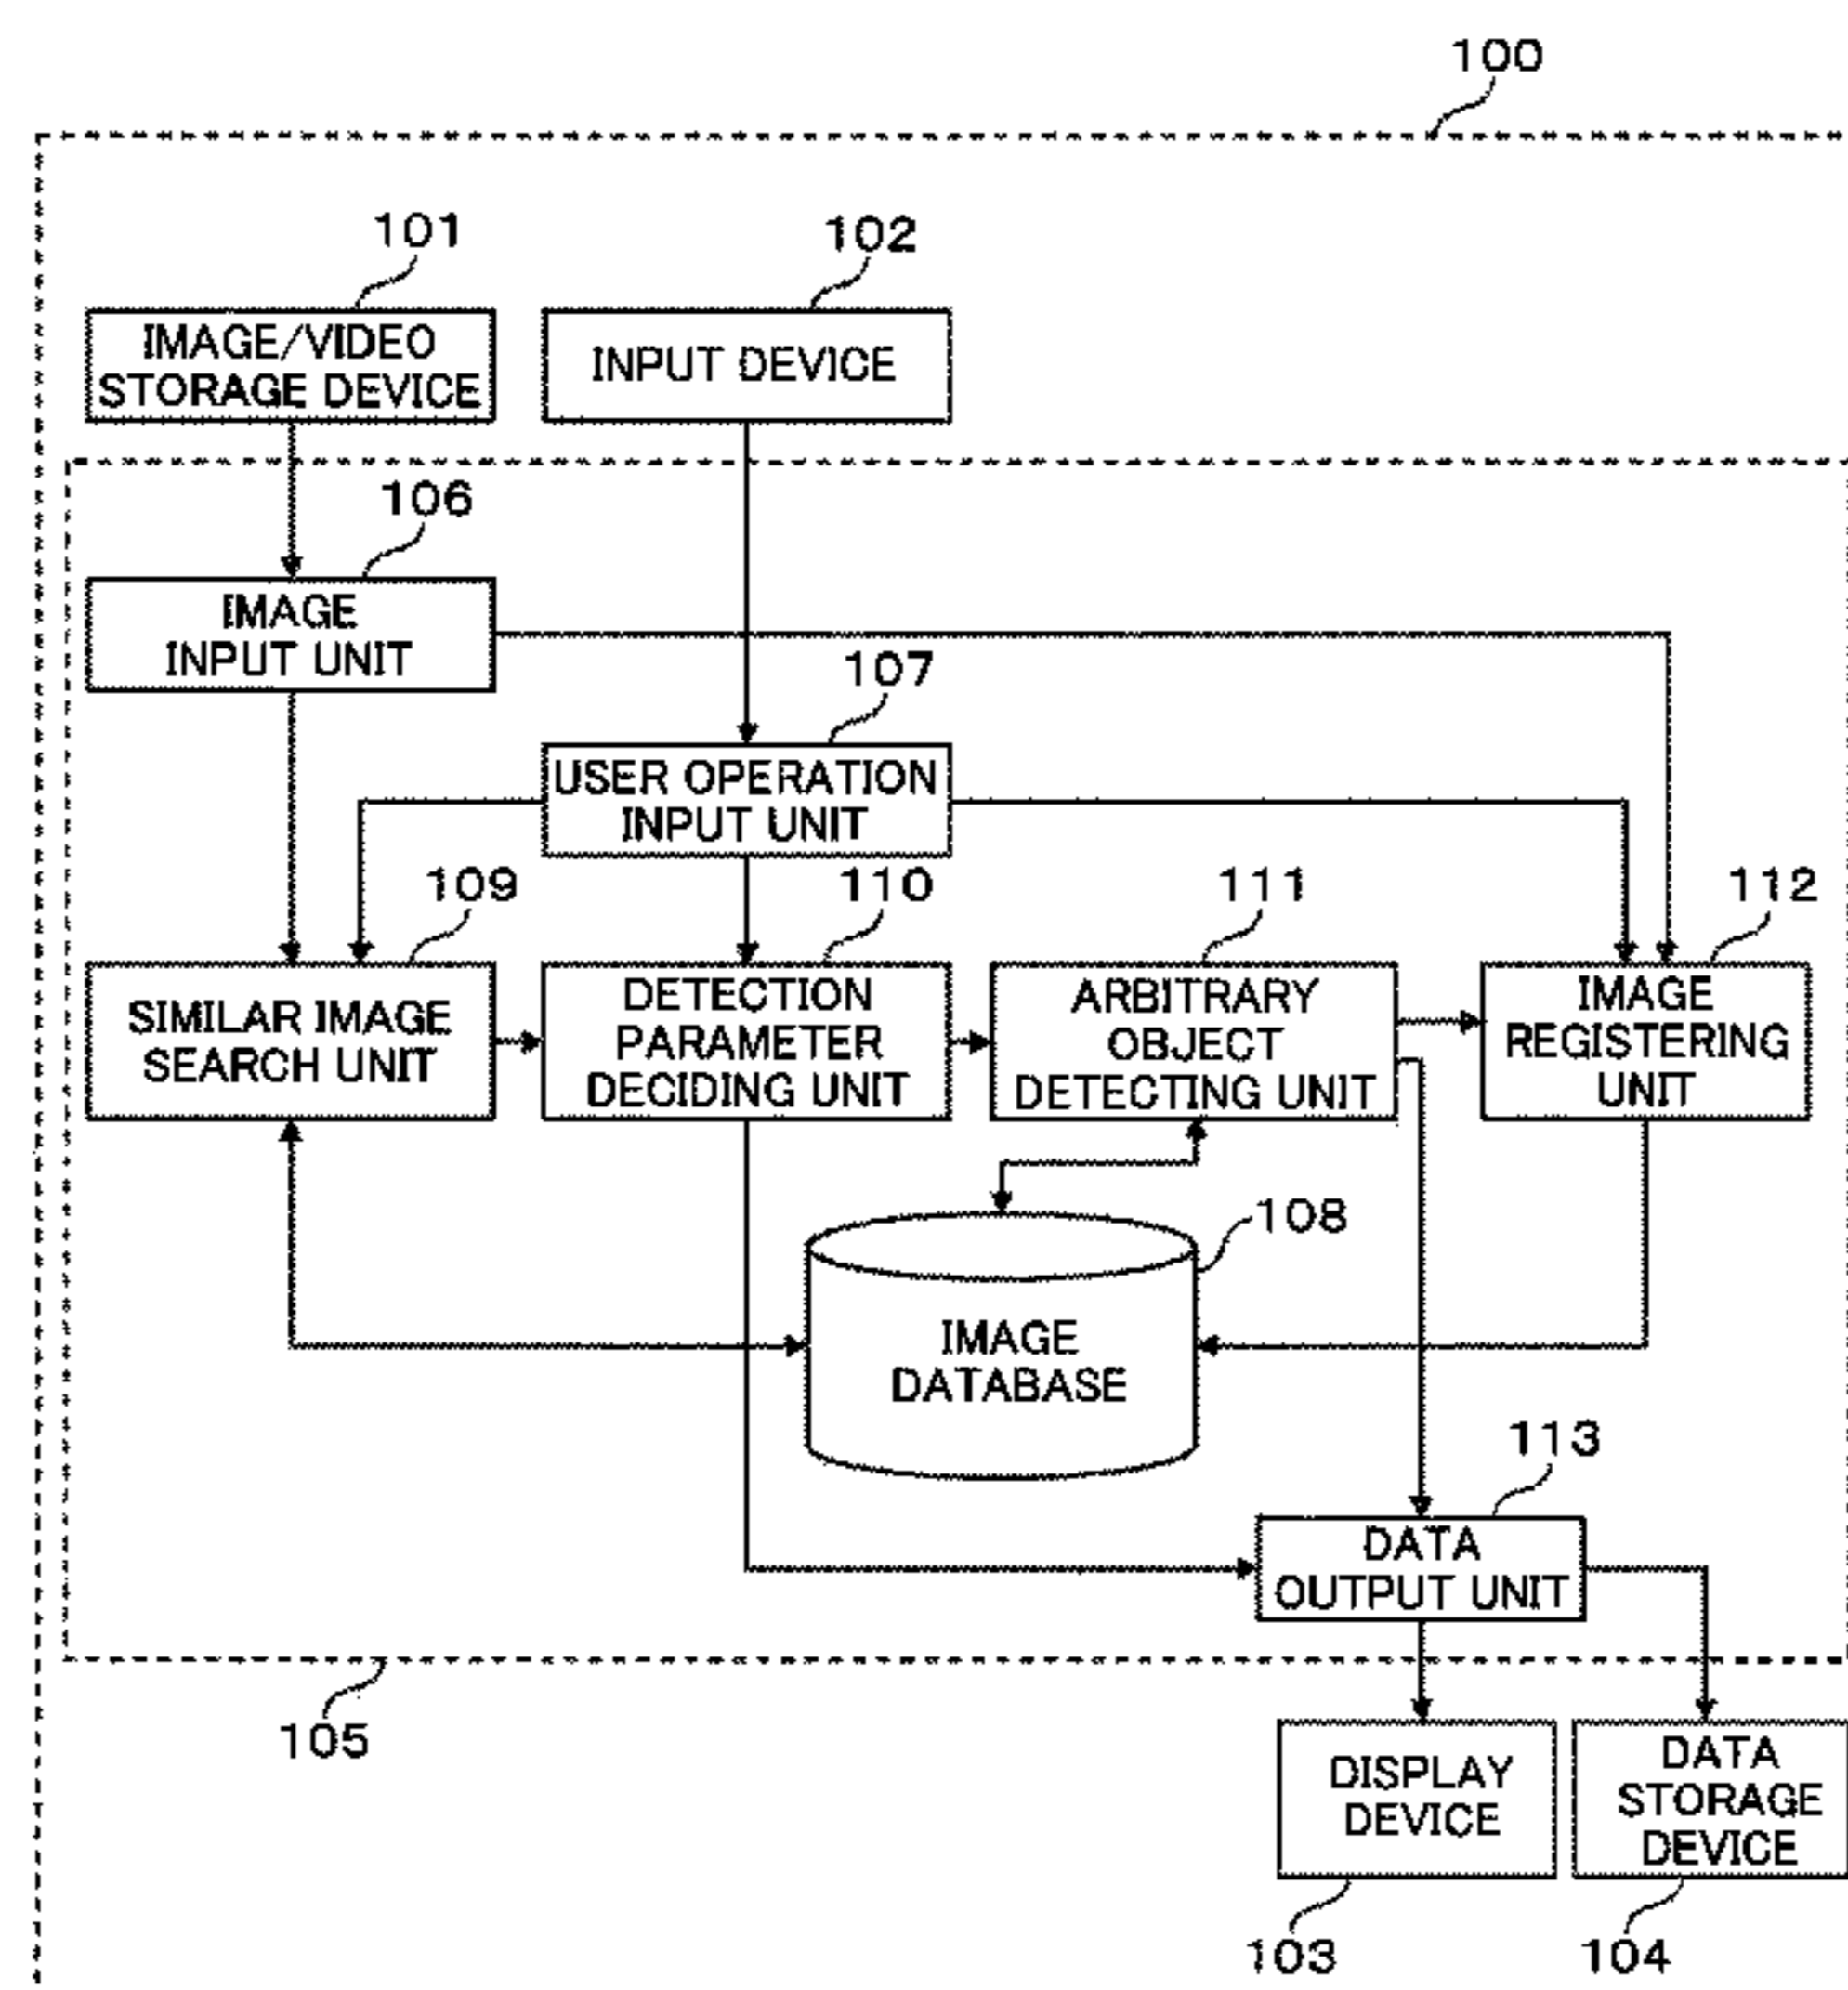 100
101
102
IMAGE/VIDEO
STORAGE DEVICE
INPUT DEVICE
106
IMAGE
INPUT UNIT
107
USER OPERATION
INPUT UNIT
109
110
111
112
SIMILAR IMAGE
SEARCH UNIT
DETECTION
PARAMETER
DECIDING UNIT
ARBITRARY
OBJECT
DETECTING UNIT
IMAGE
REGISTERING
UNIT
108
IMAGE
DATABASE
113
DATA
OUTPUT UNIT
105
DISPLAY
DEVICE
DATA
STORAGE
DEVICE
103
104